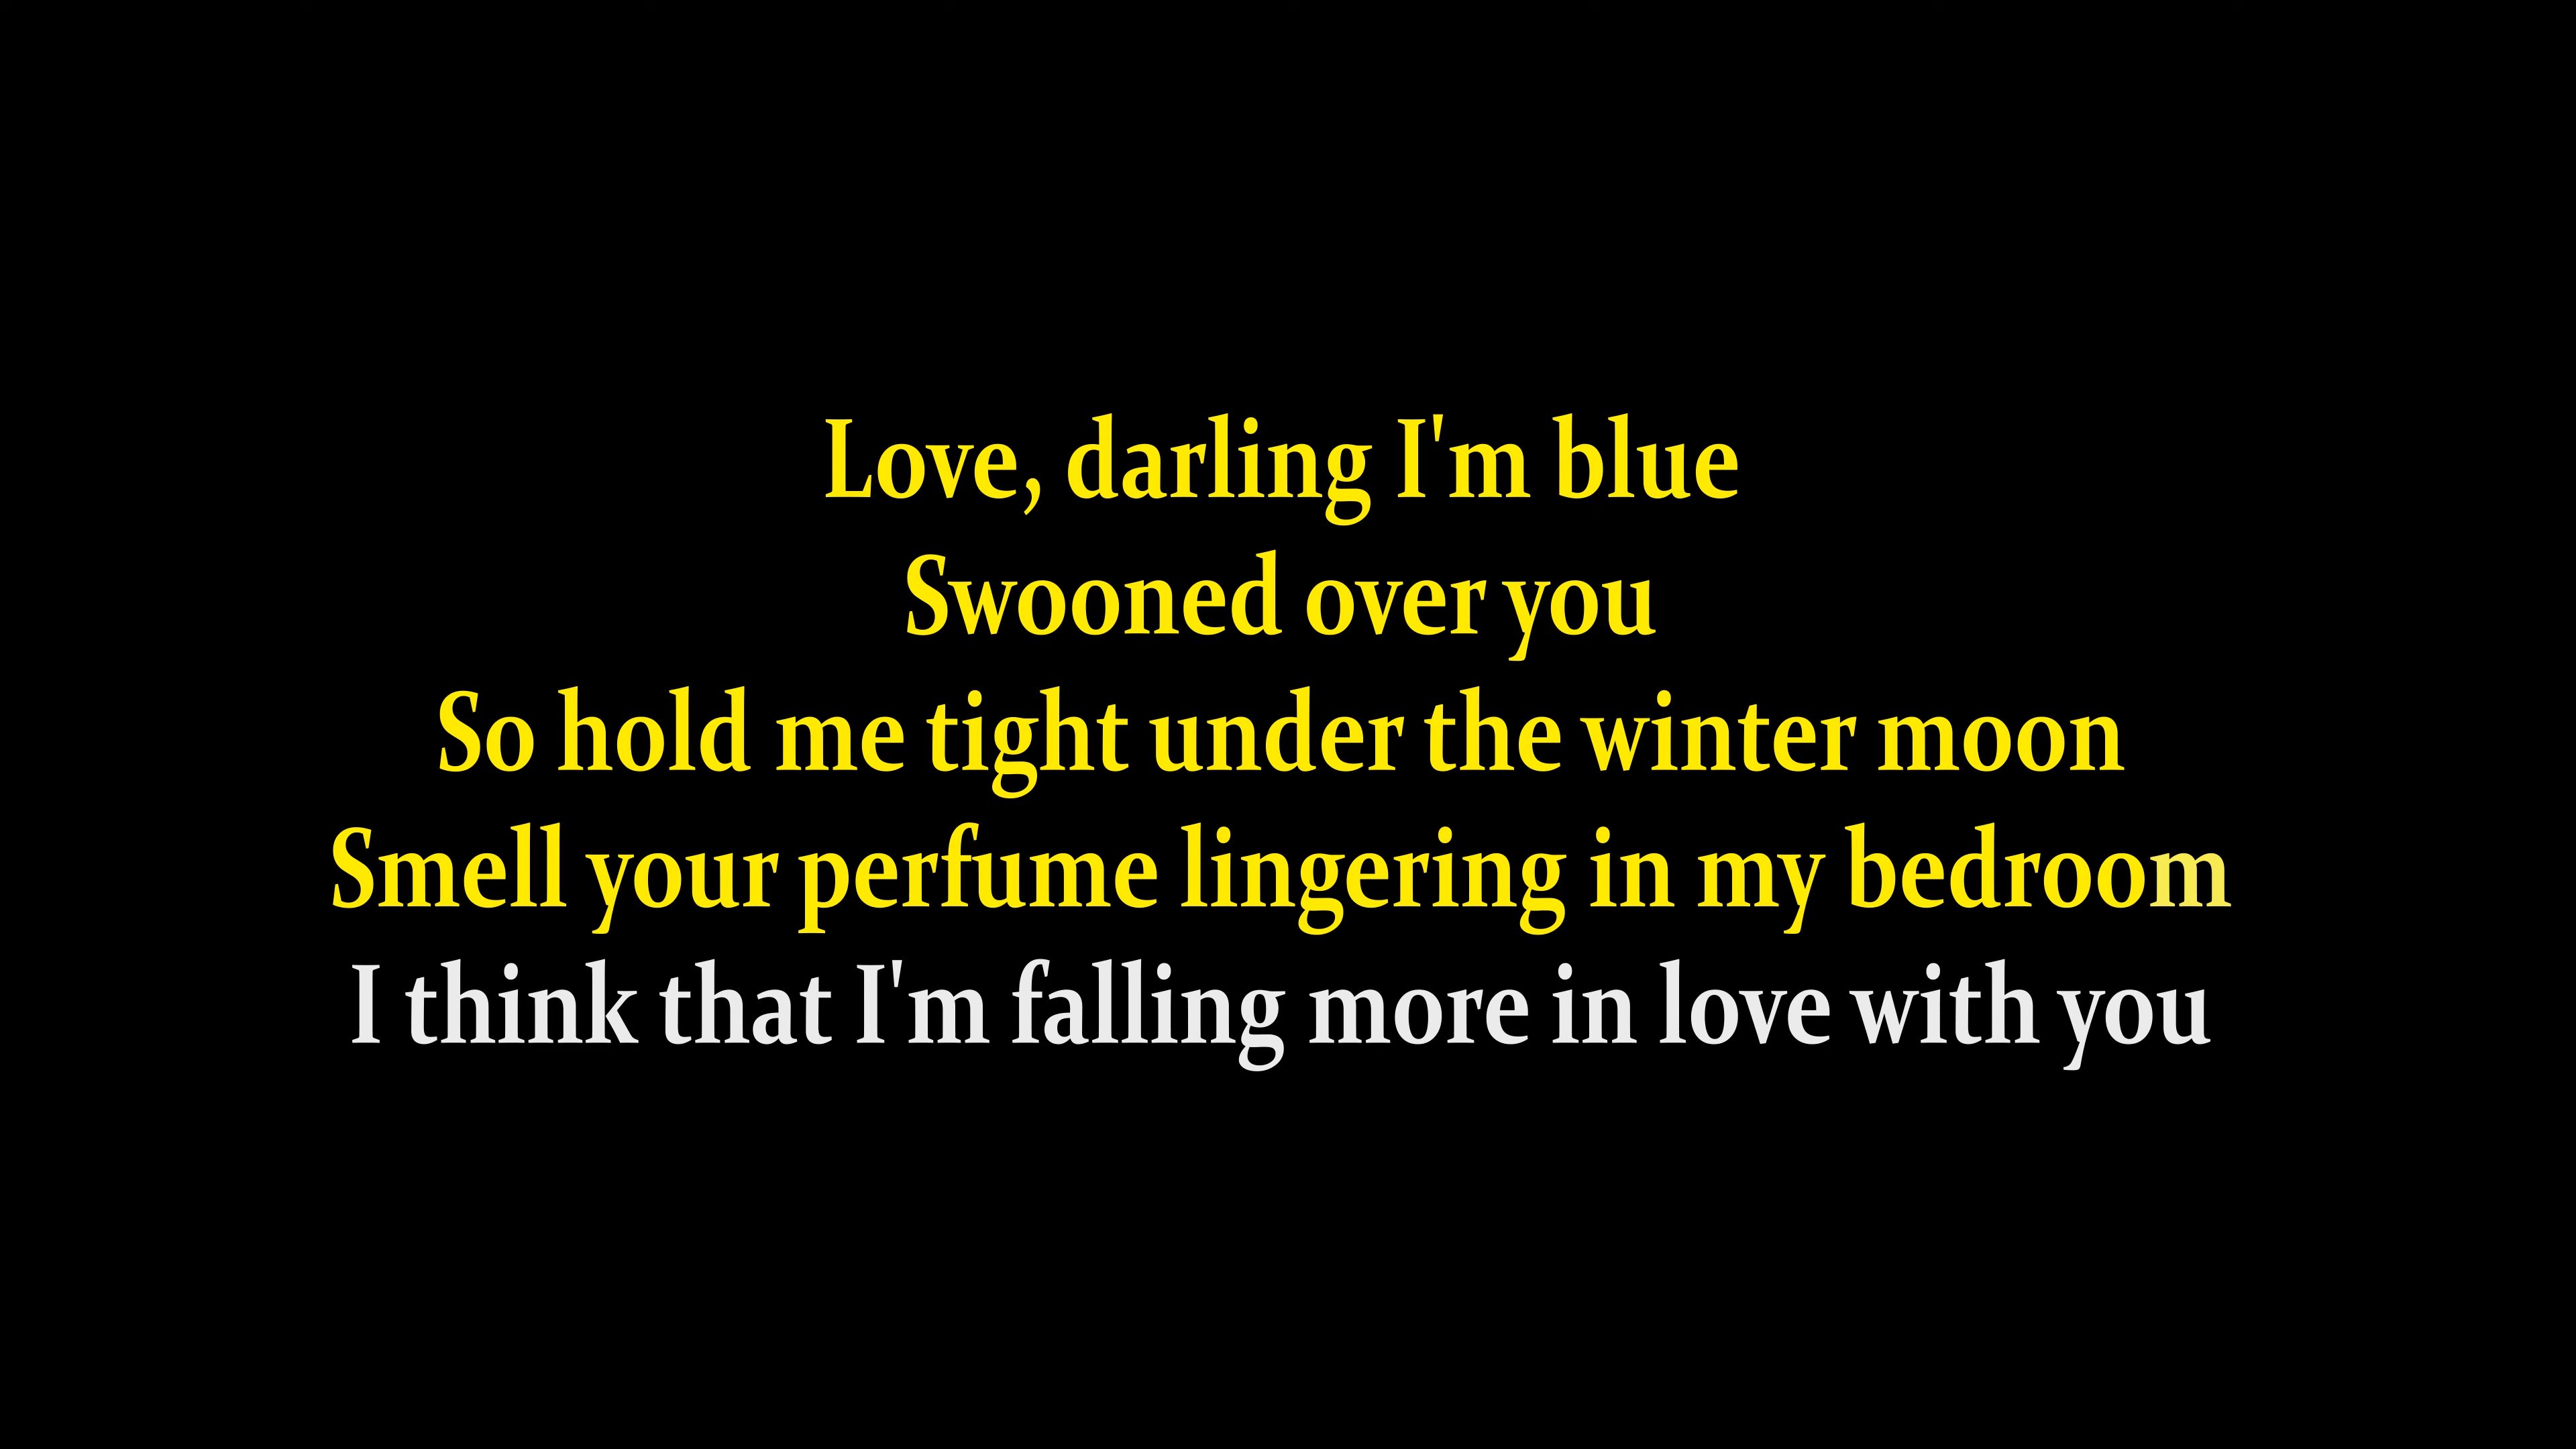 Love, darling I'm blue
Swooned over you
So hold me tight under the winter moon
Smell your perfume lingering in my bedroom
I think that I'm falling more in love with you